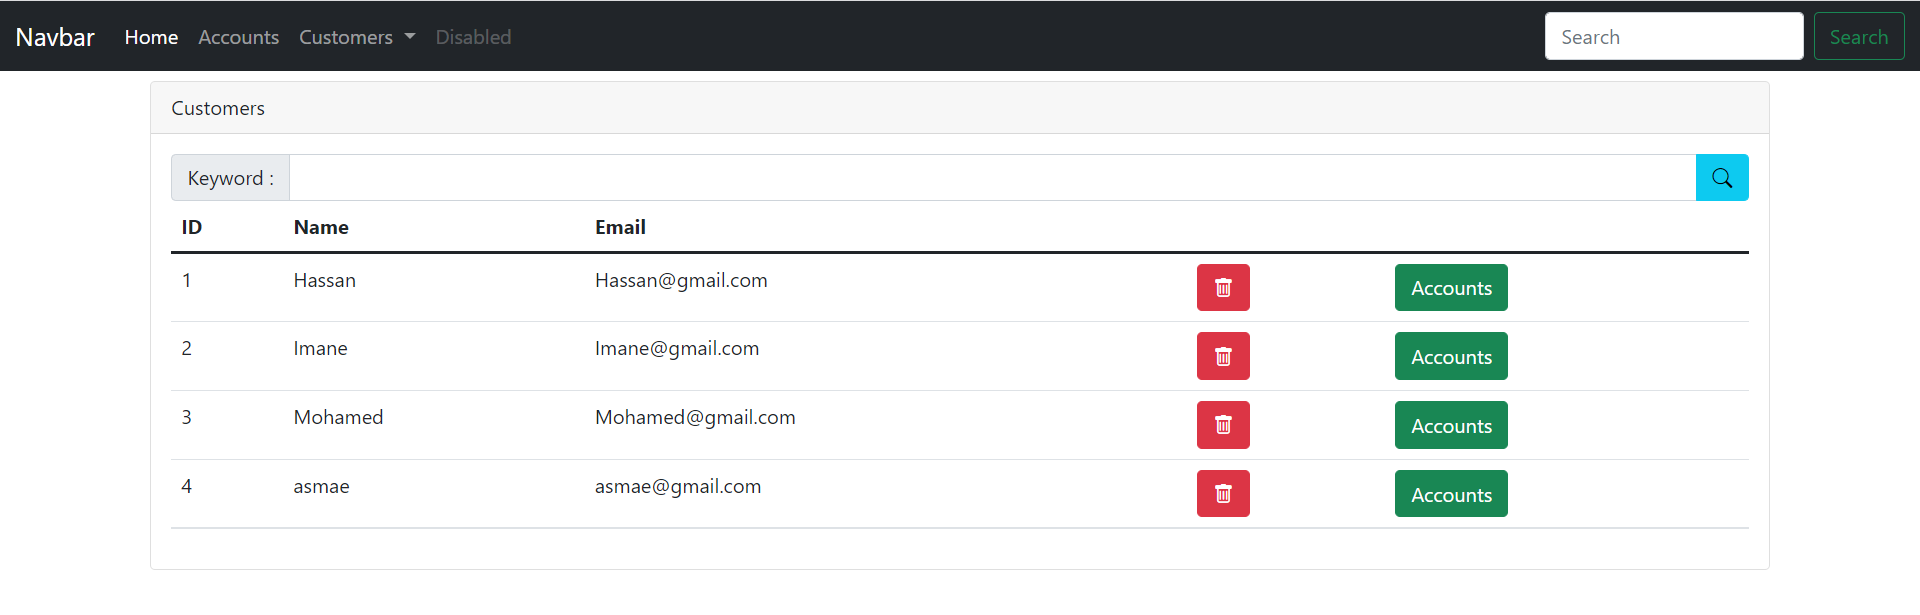 Navbar Home Accounts Customers Disabled Search Search
Customers
Keyword :
ID Name Email
1 Hassan Hassan@gmail.com Accounts
2 Imane Imane@gmail.com Accounts
3 Mohamed Mohamed@gmail.com Accounts
4 asmae asmae@gmail.com Accounts